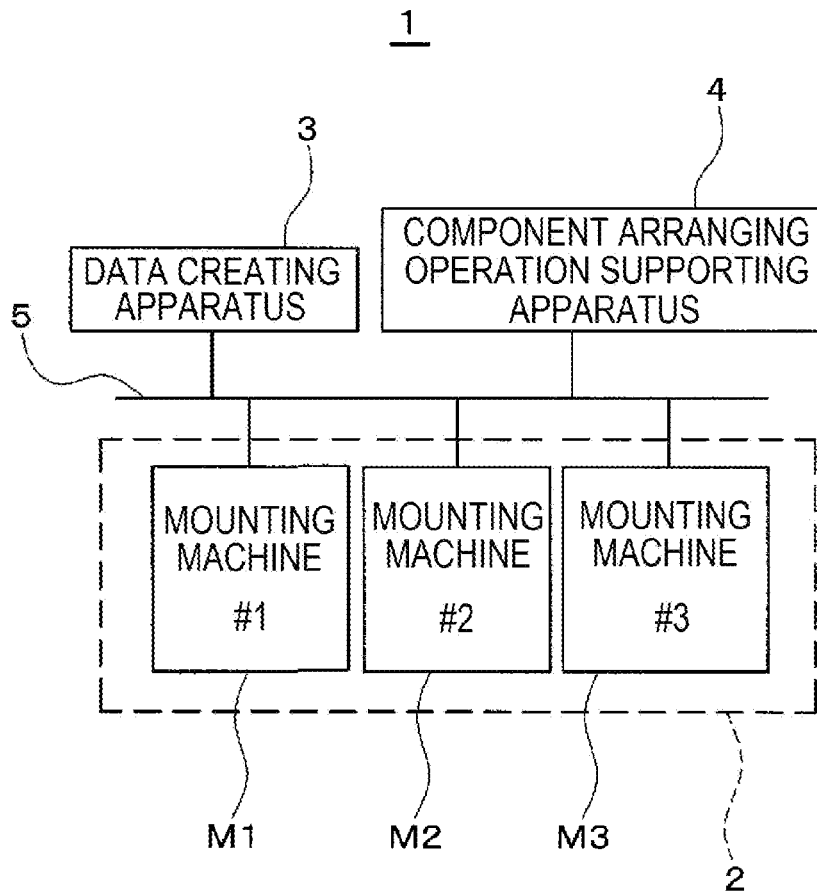 1
3
4
DATA CREATING
APPARATUS
COMPONENT ARRANGING
OPERATION SUPPORTING
APPARATUS
5
MOUNTING
MACHINE
#1
MOUNTING
MACHINE
#2
MOUNTING
MACHINE
#3
M1
M2
M3
2